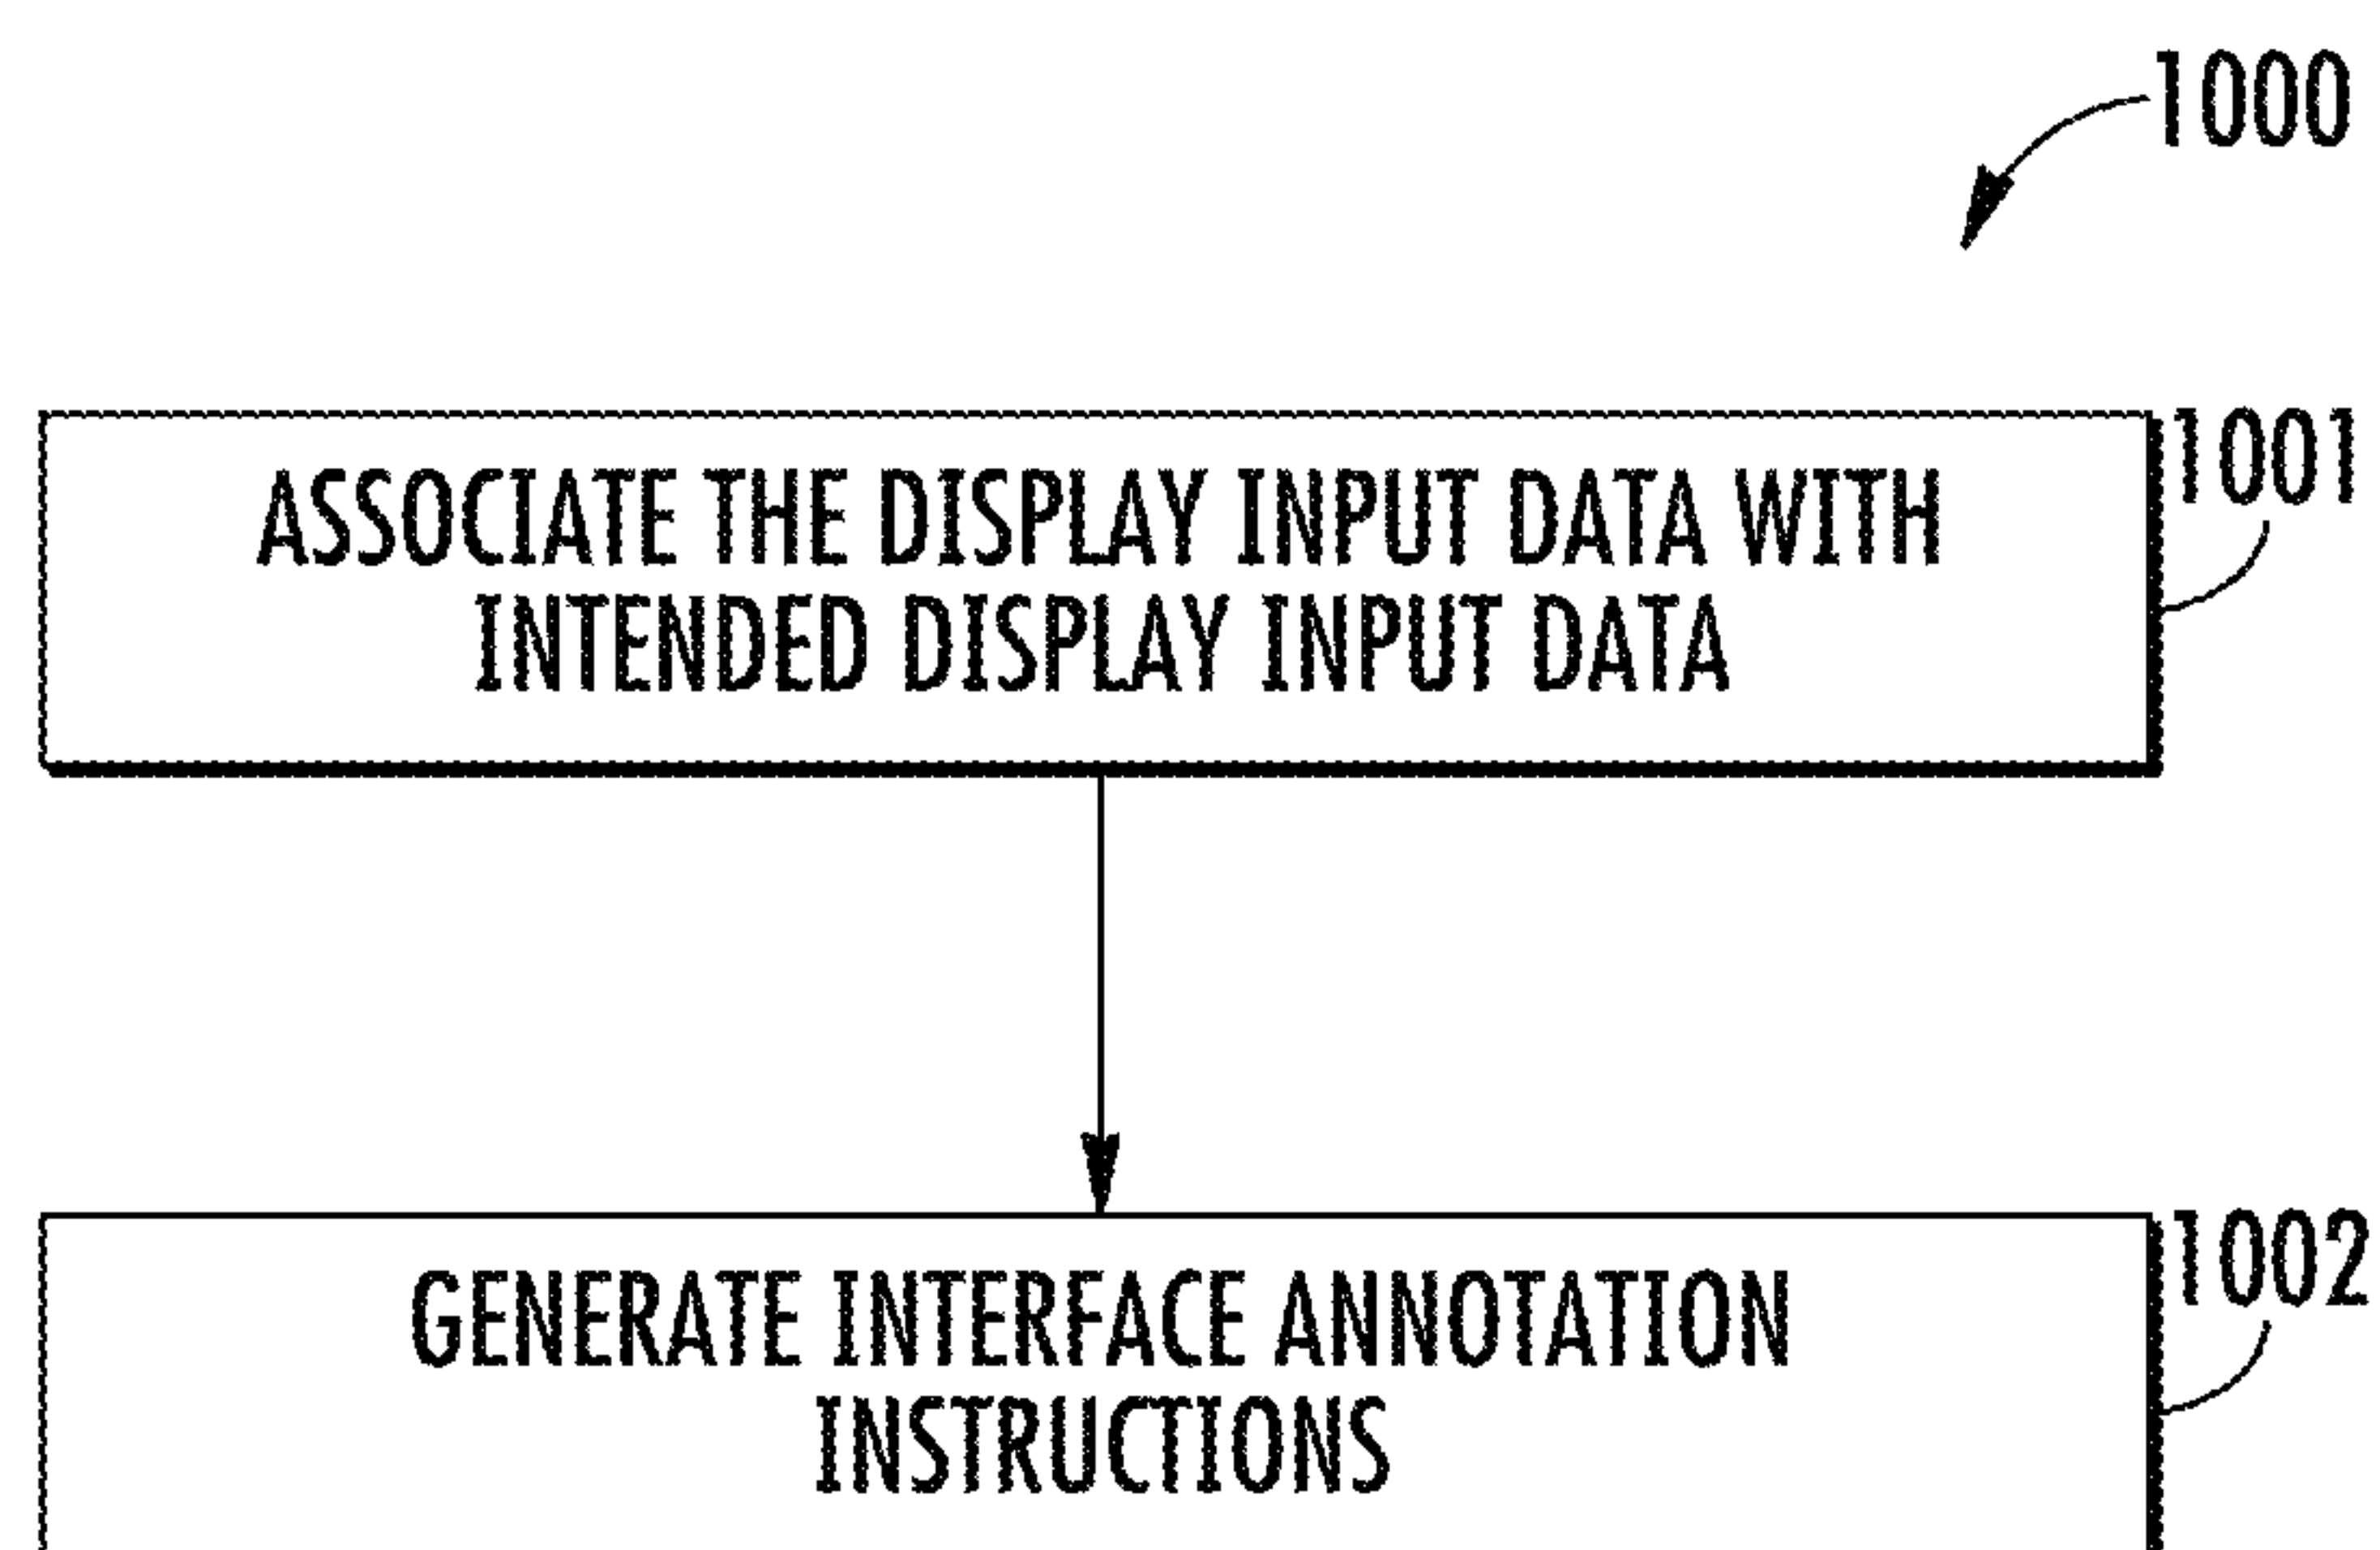 1000
1001
ASSOCIATE THE DISPLAY INPUT DATA WITH
INTENDED DISPLAY INPUT DATA
1002
GENERATE INTERFACE ANNOTATION
INSTRUCTIONS